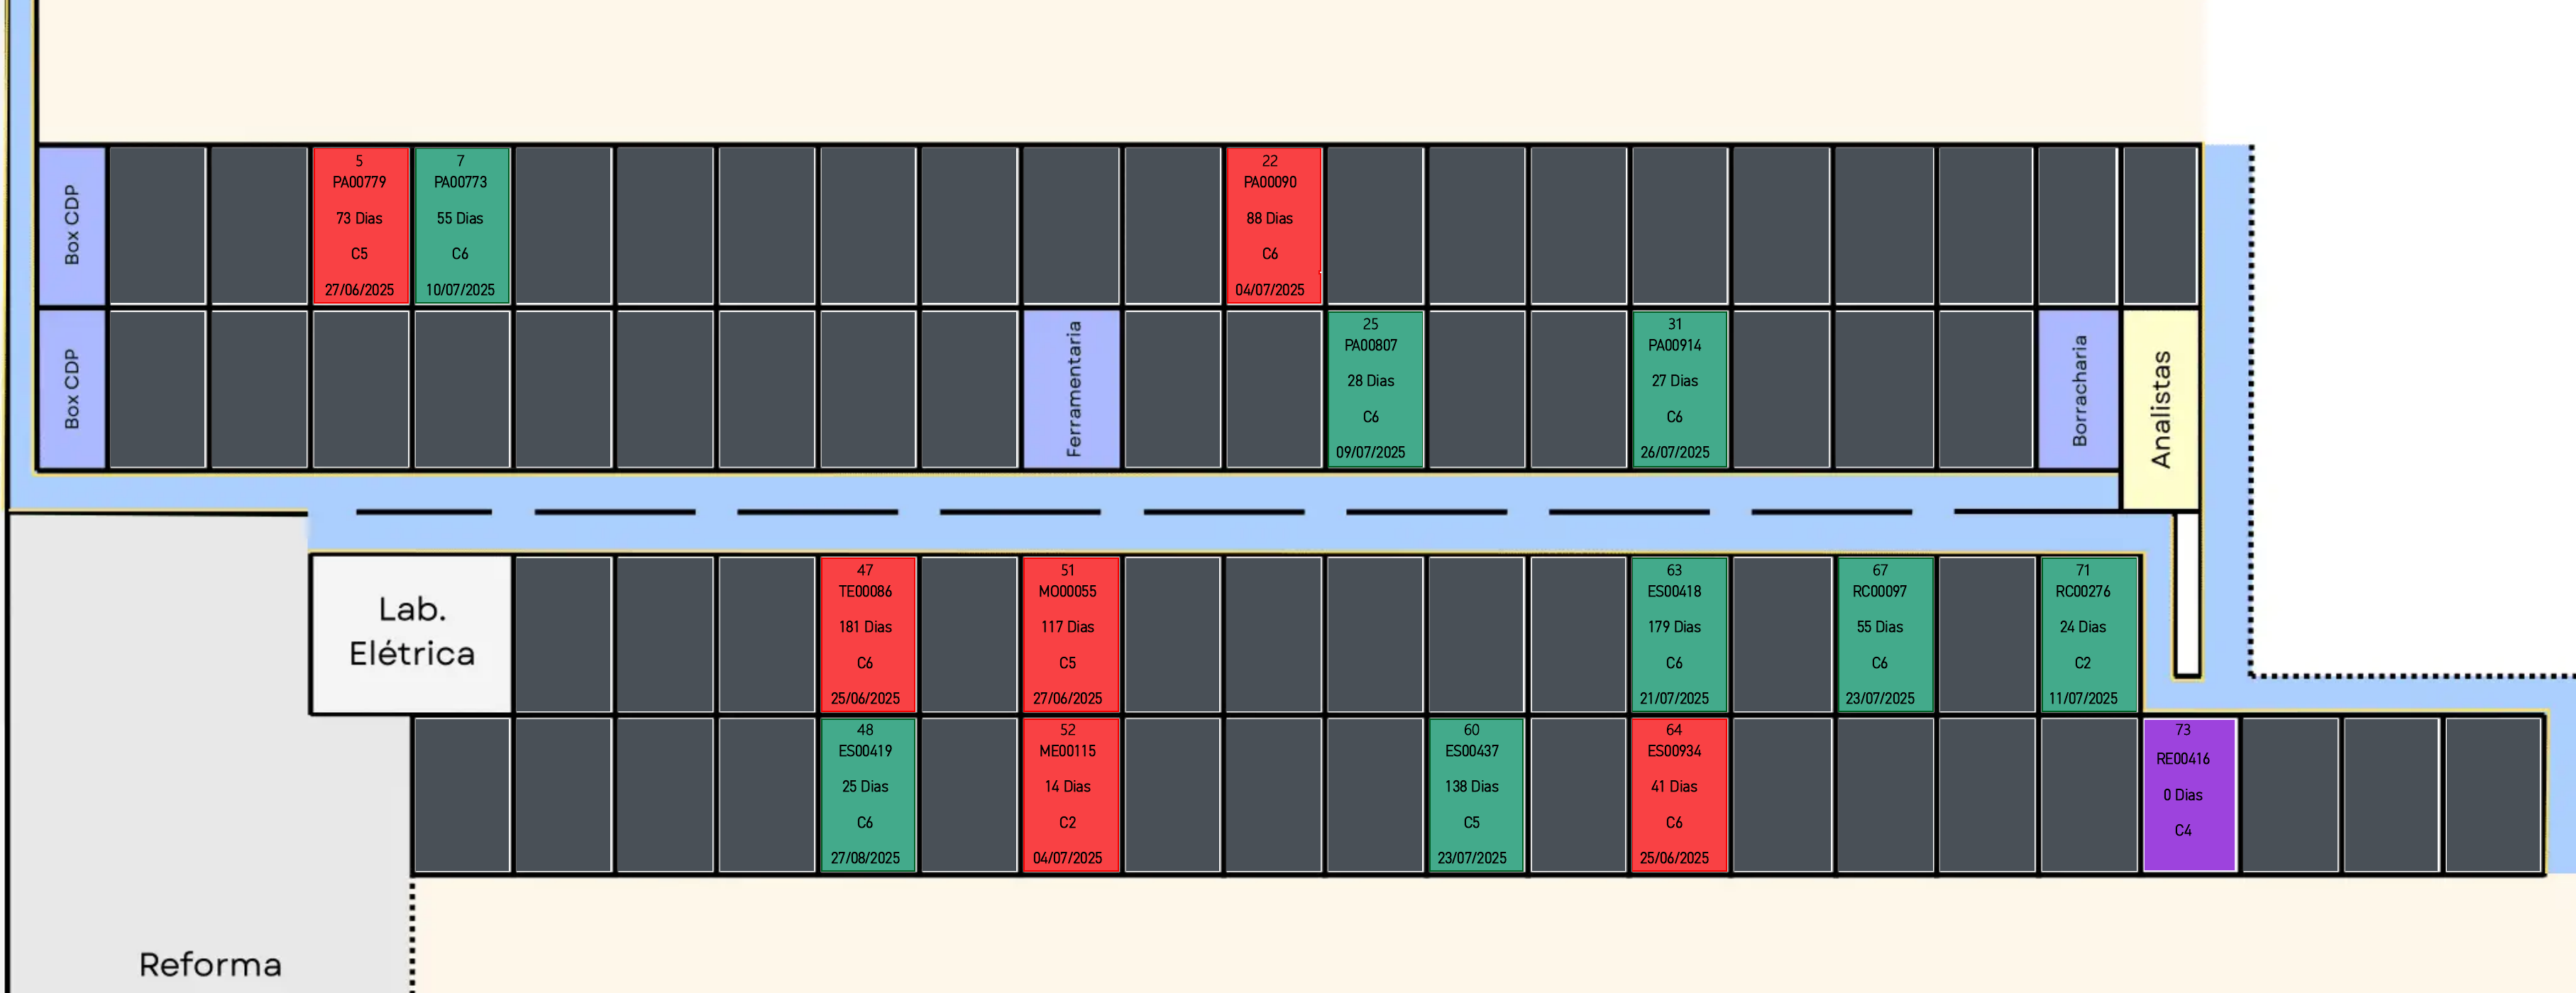 Box CDP
5
PA00779
73 Dias
C5
27/06/2025
7
PA00773
55 Dias
C6
10/07/2025
22
PA00090
88 Dias
C6
04/07/2025
Box CDP
Ferramentaria
25
PA00807
28 Dias
C6
09/07/2025
31
PA00914
27 Dias
C6
26/07/2025
Borracharia
Analistas
Lab.
Elétrica
47
TE00086
181 Dias
C6
25/06/2025
51
MO00055
117 Dias
C5
27/06/2025
63
ES00418
179 Dias
C6
21/07/2025
67
RC00097
55 Dias
C6
23/07/2025
71
RC00276
24 Dias
C2
11/07/2025
48
ES00419
25 Dias
C6
27/08/2025
52
ME00115
14 Dias
C2
04/07/2025
60
ES00437
138 Dias
C5
23/07/2025
64
ES00934
41 Dias
C6
25/06/2025
73
RE00416
0 Dias
C4
Reforma